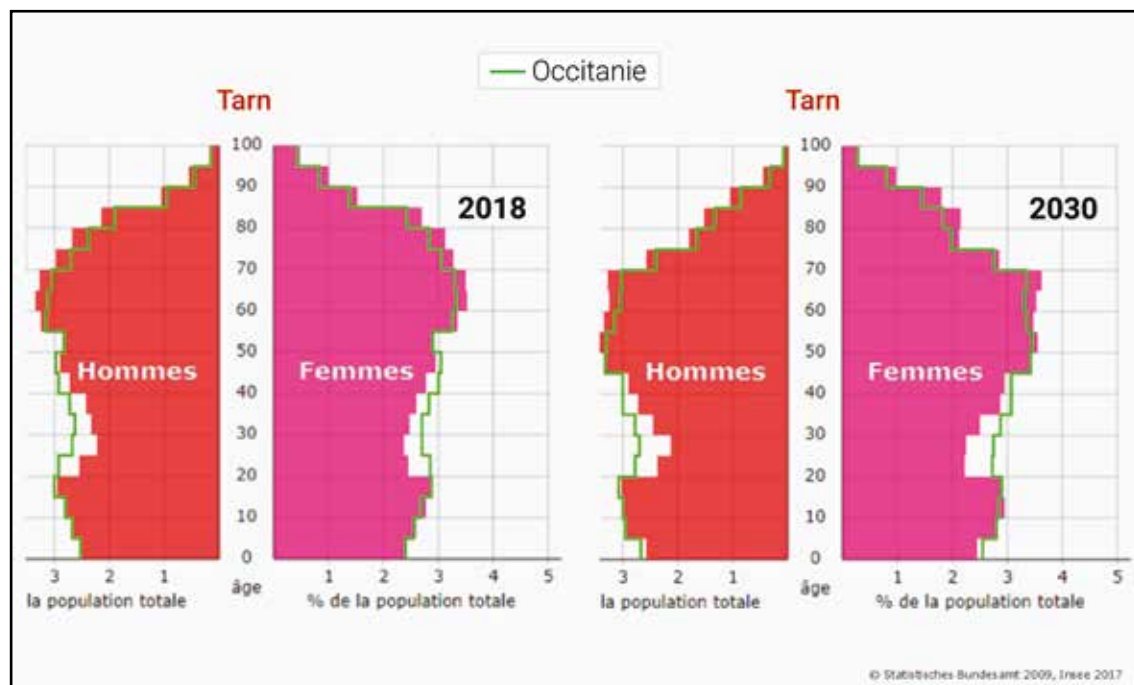 Occitanie
Tarn
Tarn
100
90
80
70
60
50
40
30
20
10
0
2018
Hommes
Femmes
3 2 1
âge
1 2 3 4 5
la population totale
% de la population totale
100
90
80
70
60
50
40
30
20
10
0
2030
Hommes
Femmes
3 2 1
âge
1 2 3 4 5
la population totale
% de la population totale
© Statistisches Bundesamt 2009, Insee 2017